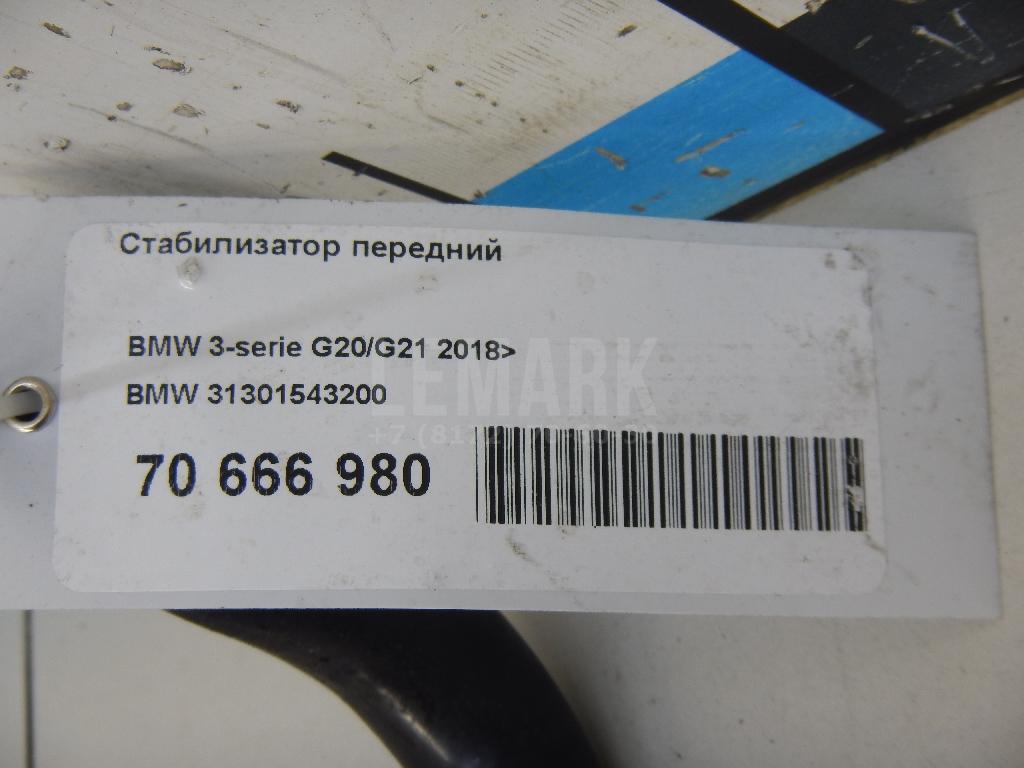 Стабилизатор передний
BMW 3-serie G20/G21 2018>
BMW 31301543200
LEMARK
70 666 980